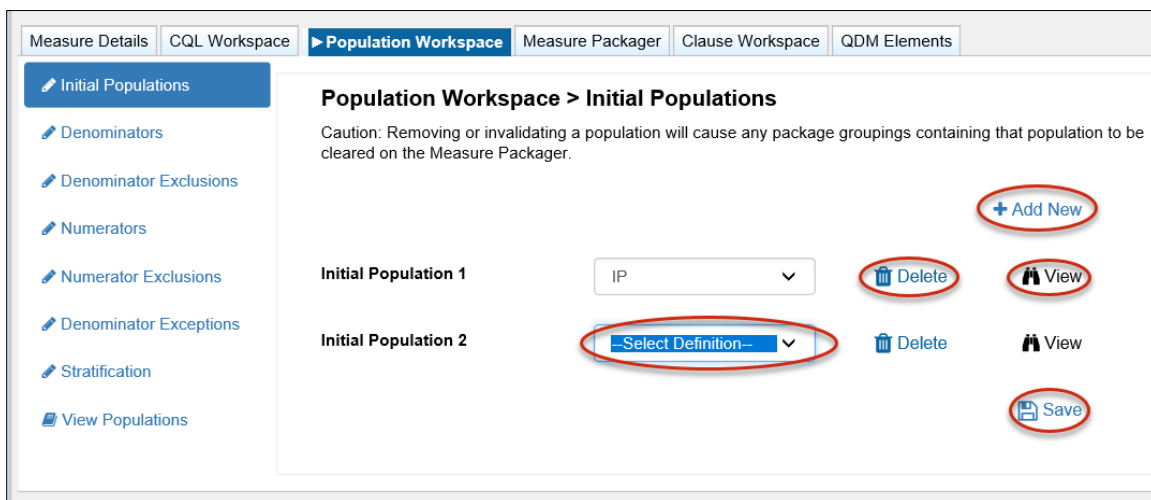 Measure Details CQL Workspace ►Population Workspace Measure Packager Clause Workspace QDM Elements
Initial Populations
Denominators
Denominator Exclusions
Numerators
Numerator Exclusions
Denominator Exceptions
Stratification
View Populations
Population Workspace > Initial Populations
Caution: Removing or invalidating a population will cause any package groupings containing that population to be
cleared on the Measure Packager.
+ Add New
Initial Population 1 IP Delete View
Initial Population 2 --Select Definition-- Delete View
Save